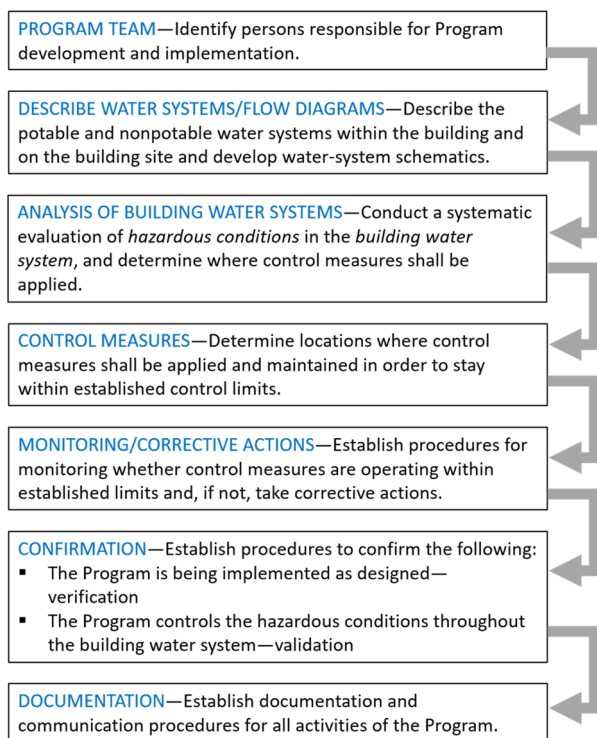 PROGRAM TEAM—Identify persons responsible for Program
development and implementation.
DESCRIBE WATER SYSTEMS/FLOW DIAGRAMS—Describe the
potable and nonpotable water systems within the building and
on the building site and develop water-system schematics.
ANALYSIS OF BUILDING WATER SYSTEMS—Conduct a systematic
evaluation of hazardous conditions in the building water
system, and determine where control measures shall be
applied.
CONTROL MEASURES—Determine locations where control
measures shall be applied and maintained in order to stay
within established control limits.
MONITORING/CORRECTIVE ACTIONS—Establish procedures for
monitoring whether control measures are operating within
established limits and, if not, take corrective actions.
CONFIRMATION—Establish procedures to confirm the following:
▪ The Program is being implemented as designed—
verification
▪ The Program controls the hazardous conditions throughout
the building water system—validation
DOCUMENTATION—Establish documentation and
communication procedures for all activities of the Program.